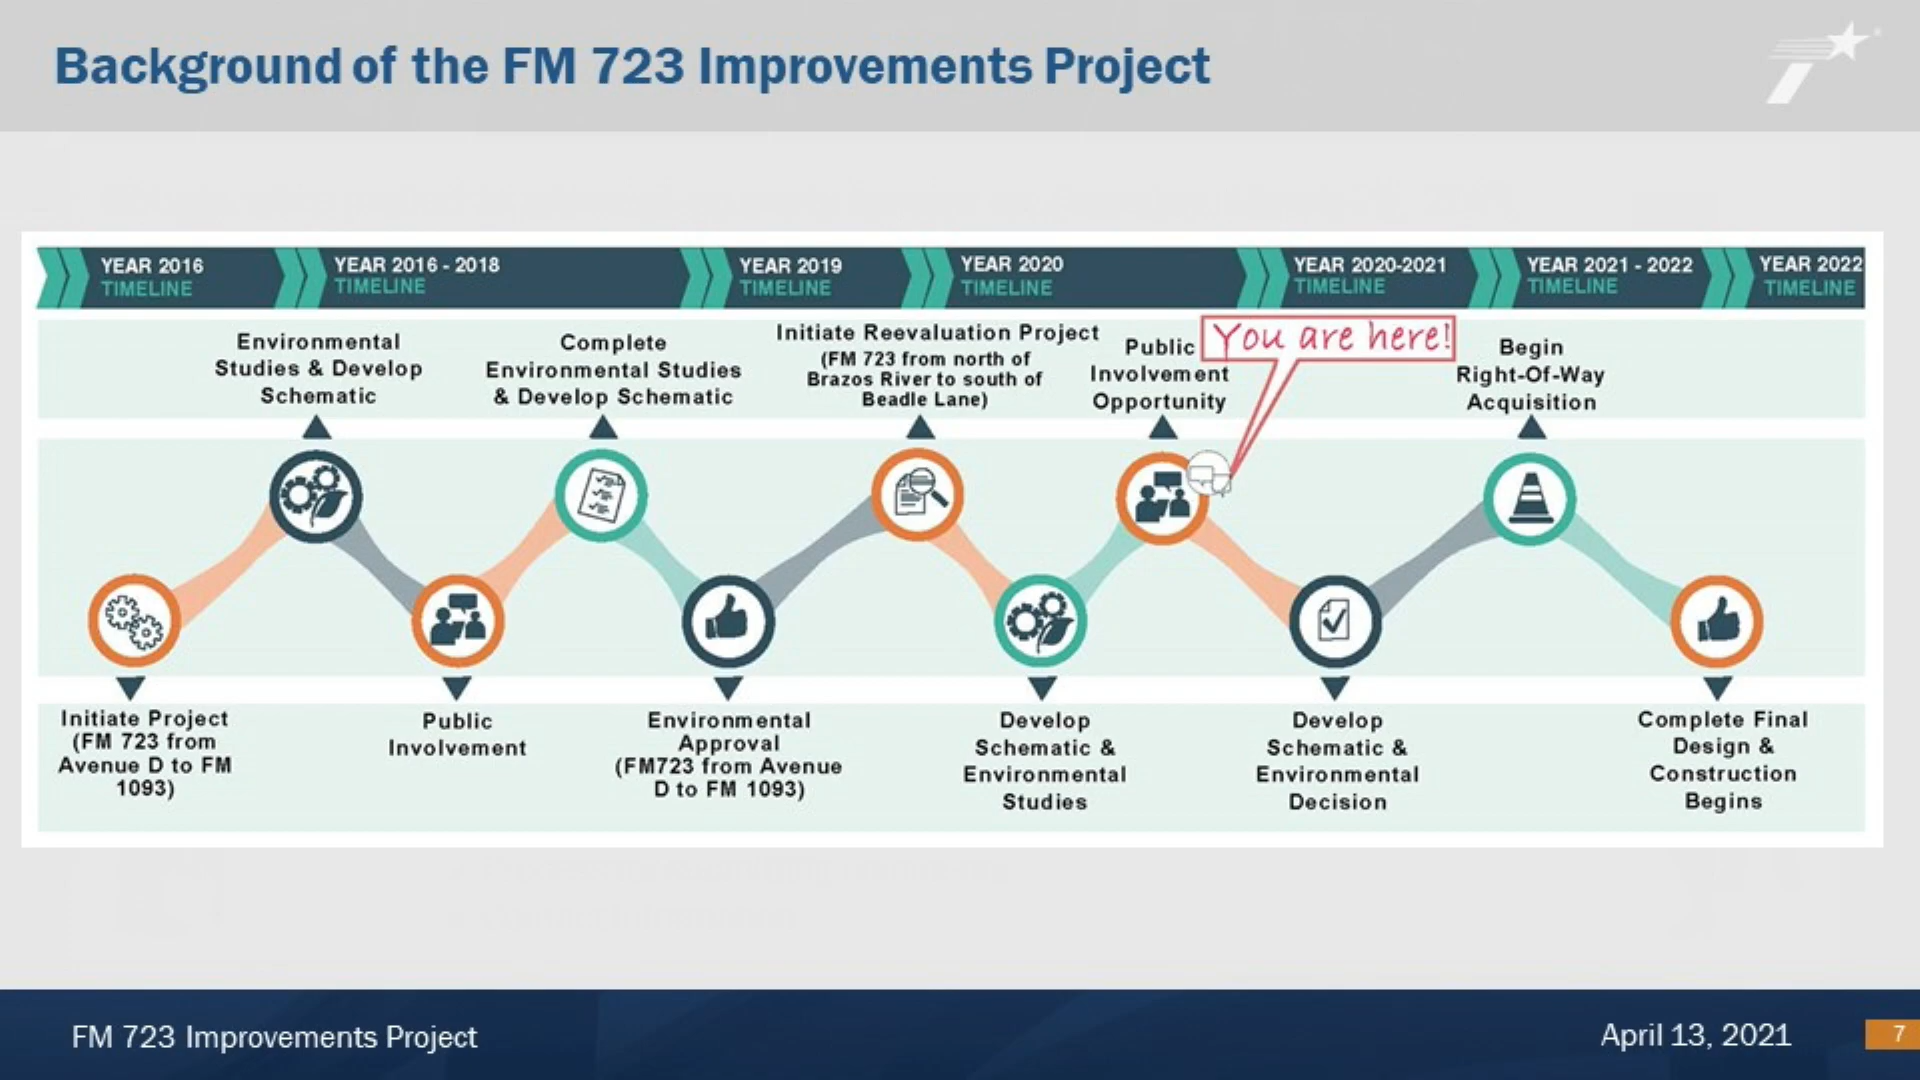 Background of the FM 723 Improvements Project
YEAR 2016
TIMELINE
YEAR 2016 - 2018
TIMELINE
YEAR 2019
TIMELINE
YEAR 2020
TIMELINE
YEAR 2020-2021
TIMELINE
YEAR 2021 - 2022
TIMELINE
YEAR 2022
TIMELINE
Environmental
Studies & Develop
Schematic
Complete
Environmental Studies
& Develop Schematic
Initiate Reevaluation Project
(FM 723 from north of
Brazos River to south of
Beadle Lane)
Public
Involvement
Opportunity
You are here!
Begin
Right-Of-Way
Acquisition
Initiate Project
(FM 723 from
Avenue D to FM
1093)
Public
Involvement
Environmental
Approval
(FM723 from Avenue
D to FM 1093)
Develop
Schematic &
Environmental
Studies
Develop
Schematic &
Environmental
Decision
Complete Final
Design &
Construction
Begins
FM 723 Improvements Project
April 13, 2021
7